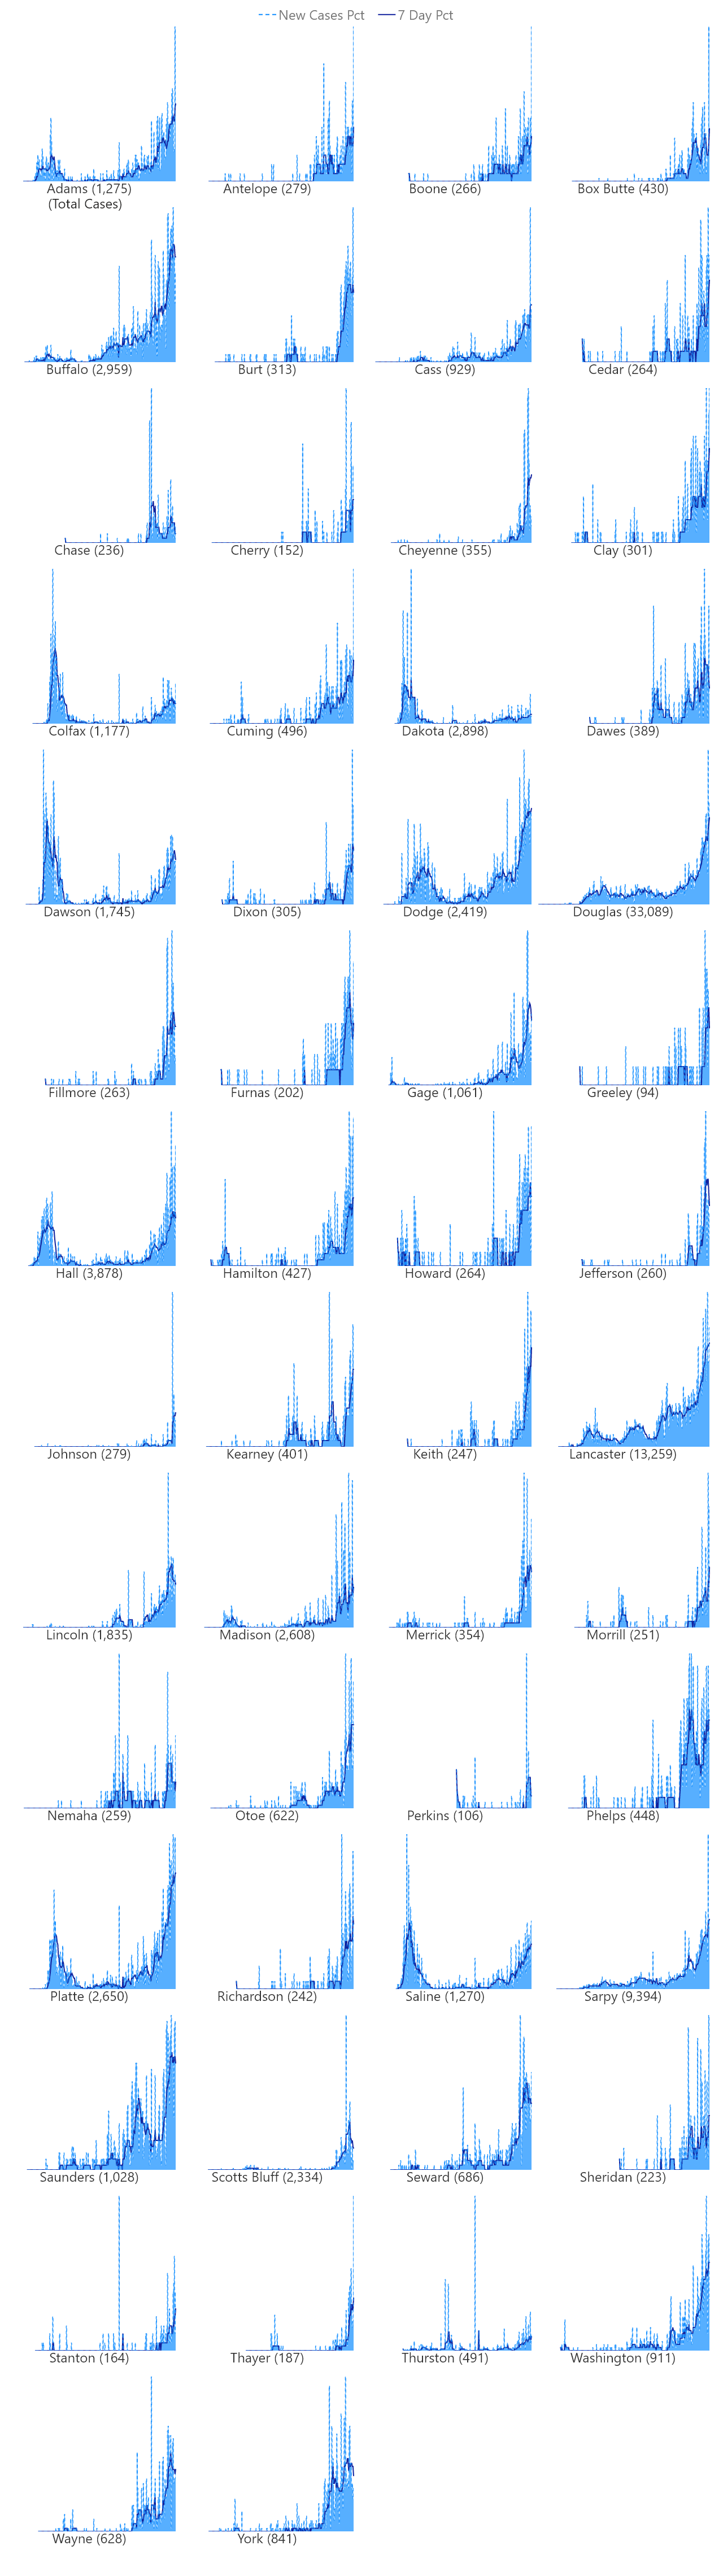 New Cases Pct 7 Day Pct
Adams (1,275) Antelope (279) Boone (266) Box Butte (430)
(Total Cases)
Buffalo (2,959) Burt (313) Cass (929) Cedar (264)
Chase (236) Cherry (152) Cheyenne (355) Clay (301)
Colfax (1,177) Cuming (496) Dakota (2,898) Dawes (389)
Dawson (1,745) Dixon (305) Dodge (2,419) Douglas (33,089)
Fillmore (263) Furnas (202) Gage (1,061) Greeley (94)
Hall (3,878) Hamilton (427) Howard (264) Jefferson (260)
Johnson (279) Kearney (401) Keith (247) Lancaster (13,259)
Lincoln (1,835) Madison (2,608) Merrick (354) Morrill (251)
Nemaha (259) Otoe (622) Perkins (106) Phelps (448)
Platte (2,650) Richardson (242) Saline (1,270) Sarpy (9,394)
Saunders (1,028) Scotts Bluff (2,334) Seward (686) Sheridan (223)
Stanton (164) Thayer (187) Thurston (491) Washington (911)
Wayne (628) York (841)